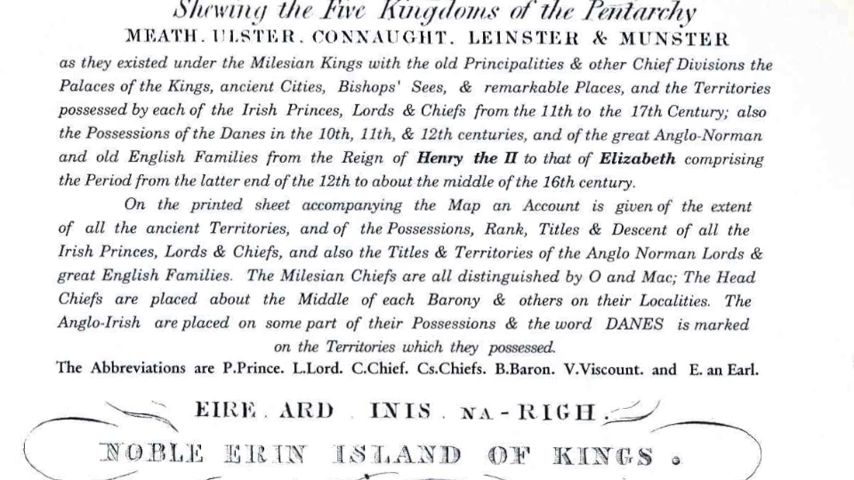 Shewing the Five Kingdoms of the Pentarchy
MEATH. ULSTER. CONNAUGHT. LEINSTER & MUNSTER
as they existed under the Milesian Kings with the old Principalities & other Chief Divisions the
Palaces of the Kings, ancient Cities, Bishops' Sees, & remarkable Places, and the Territories
possessed by each of the Irish Princes, Lords & Chiefs from the 11th to the 17th Century; also
the Possessions of the Danes in the 10th, 11th, & 12th centuries, and of the great Anglo-Norman
and old English Families from the Reign of Henry the II to that of Elizabeth comprising
the Period from the latter end of the 12th to about the middle of the 16th century.
On the printed sheet accompanying the Map an Account is given of the extent
of all the ancient Territories, and of the Possessions, Rank, Titles & Descent of all the
Irish Princes, Lords & Chiefs, and also the Titles & Territories of the Anglo Norman Lords &
great English Families. The Milesian Chiefs are all distinguished by O and Mac; The Head
Chiefs are placed about the Middle of each Barony & others on their Localities. The
Anglo-Irish are placed on some part of their Possessions & the word DANES is marked
on the Territories which they possessed.
The Abbreviations are P.Prince. L.Lord. C.Chief. Cs.Chiefs. B.Baron. V.Viscount. and E. an Earl.
EIRE . ARD . INIS . NA - RIGH .
NOBLE ERIN ISLAND OF KINGS .